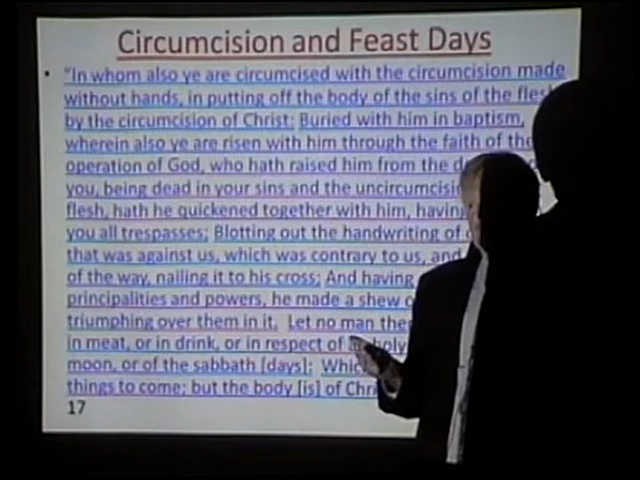 Circumcision and Feast Days
• "In whom also ye are circumcised with the circumcision made
without hands, in putting off the body of the sins of the flesh
by the circumcision of Christ: Buried with him in baptism,
wherein also ye are risen with him through the faith of the
operation of God, who hath raised him from the
you, being dead in your sins and the
flesh, hath he quickened together with him, having
you all trespasses; Blotting out the handwriting of
that was against us, which was contrary to us, and
of the way, nailing it to his cross; And having
principalities and powers, he made a shew o
triumphing over them in it. Let no man
in meat, or in drink, or in respect of an holy
moon, or of the sabbath [days]:
things to come; but the body [is] of
17